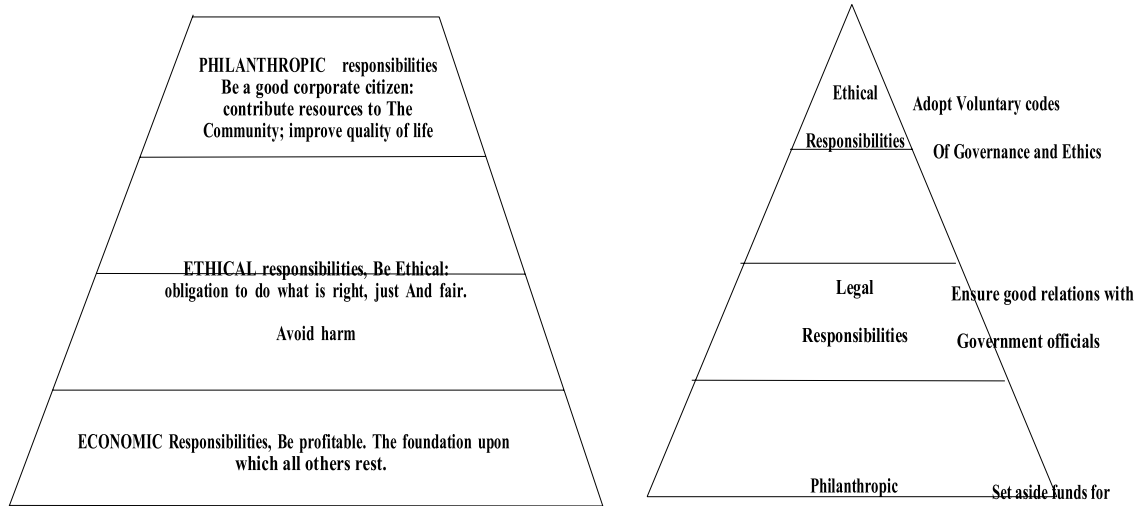 PHILANTHROPIC responsibilities
Be a good corporate citizen:
contribute resources to The
Community; improve quality of life
ETHICAL responsibilities, Be Ethical:
obligation to do what is right, just And fair.
Avoid harm
ECONOMIC Responsibilities, Be profitable. The foundation upon
which all others rest.
Ethical
Responsibilities
Adopt Voluntary codes
Of Governance and Ethics
Legal
Responsibilities
Ensure good relations with
Government officials
Philanthropic
Set aside funds for